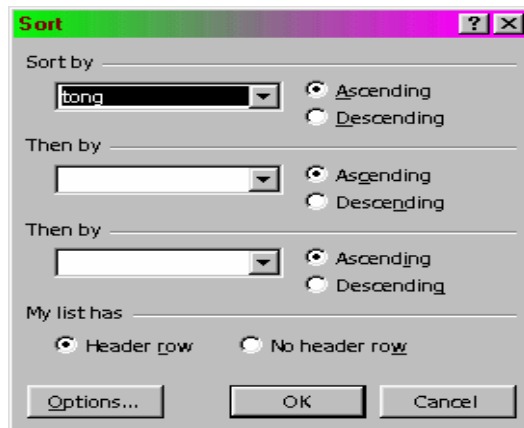 Sort
Sort by
tong
Ascending
Descending
Then by
Ascending
Descending
Then by
Ascending
Descending
My list has
Header row
No header row
Options...
OK
Cancel